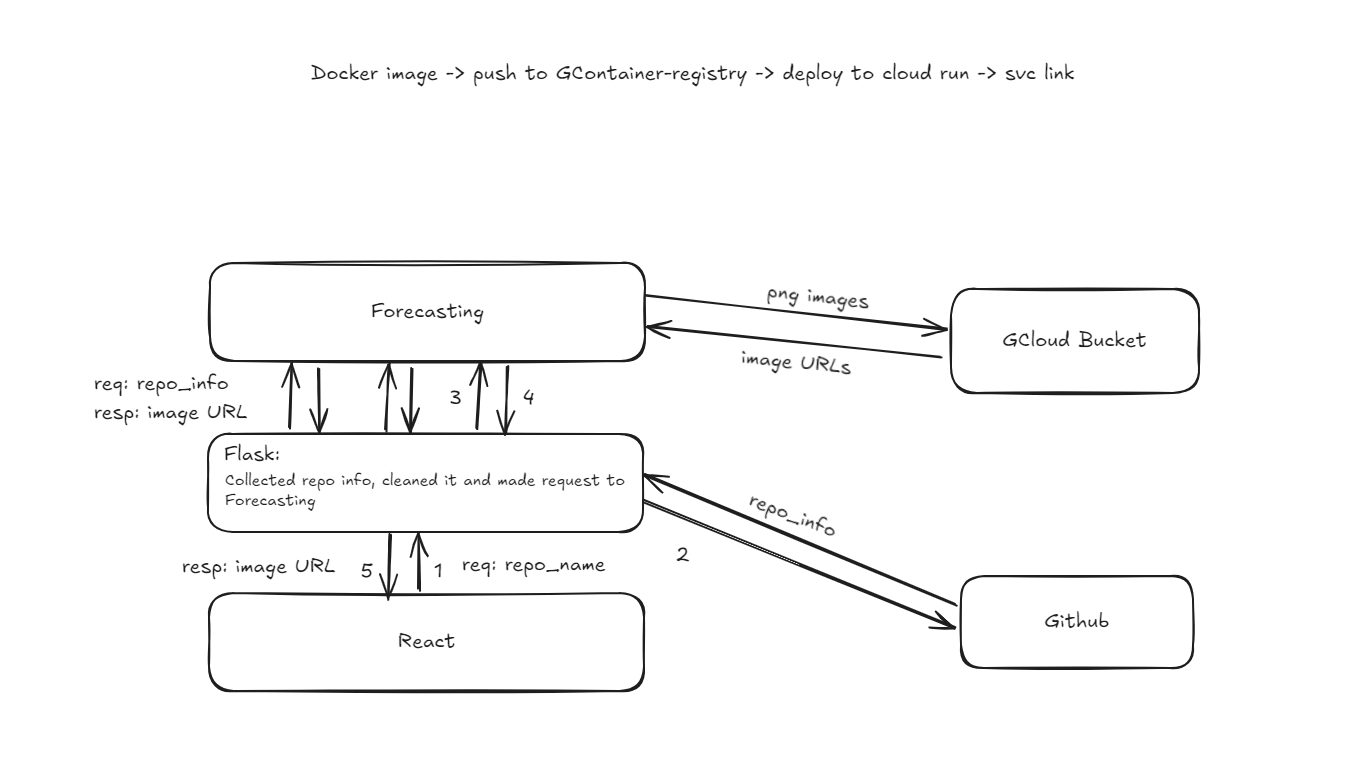 Docker image -> push to GContainer-registry -> deploy to cloud run -> svc link
Forecasting
png images
GCloud Bucket
image URLs
req: repo_info
resp: image URL
3
4
Flask:
Collected repo info, cleaned it and made request to
Forecasting
repo_info
2
resp: image URL
5
1
req: repo_name
React
Github